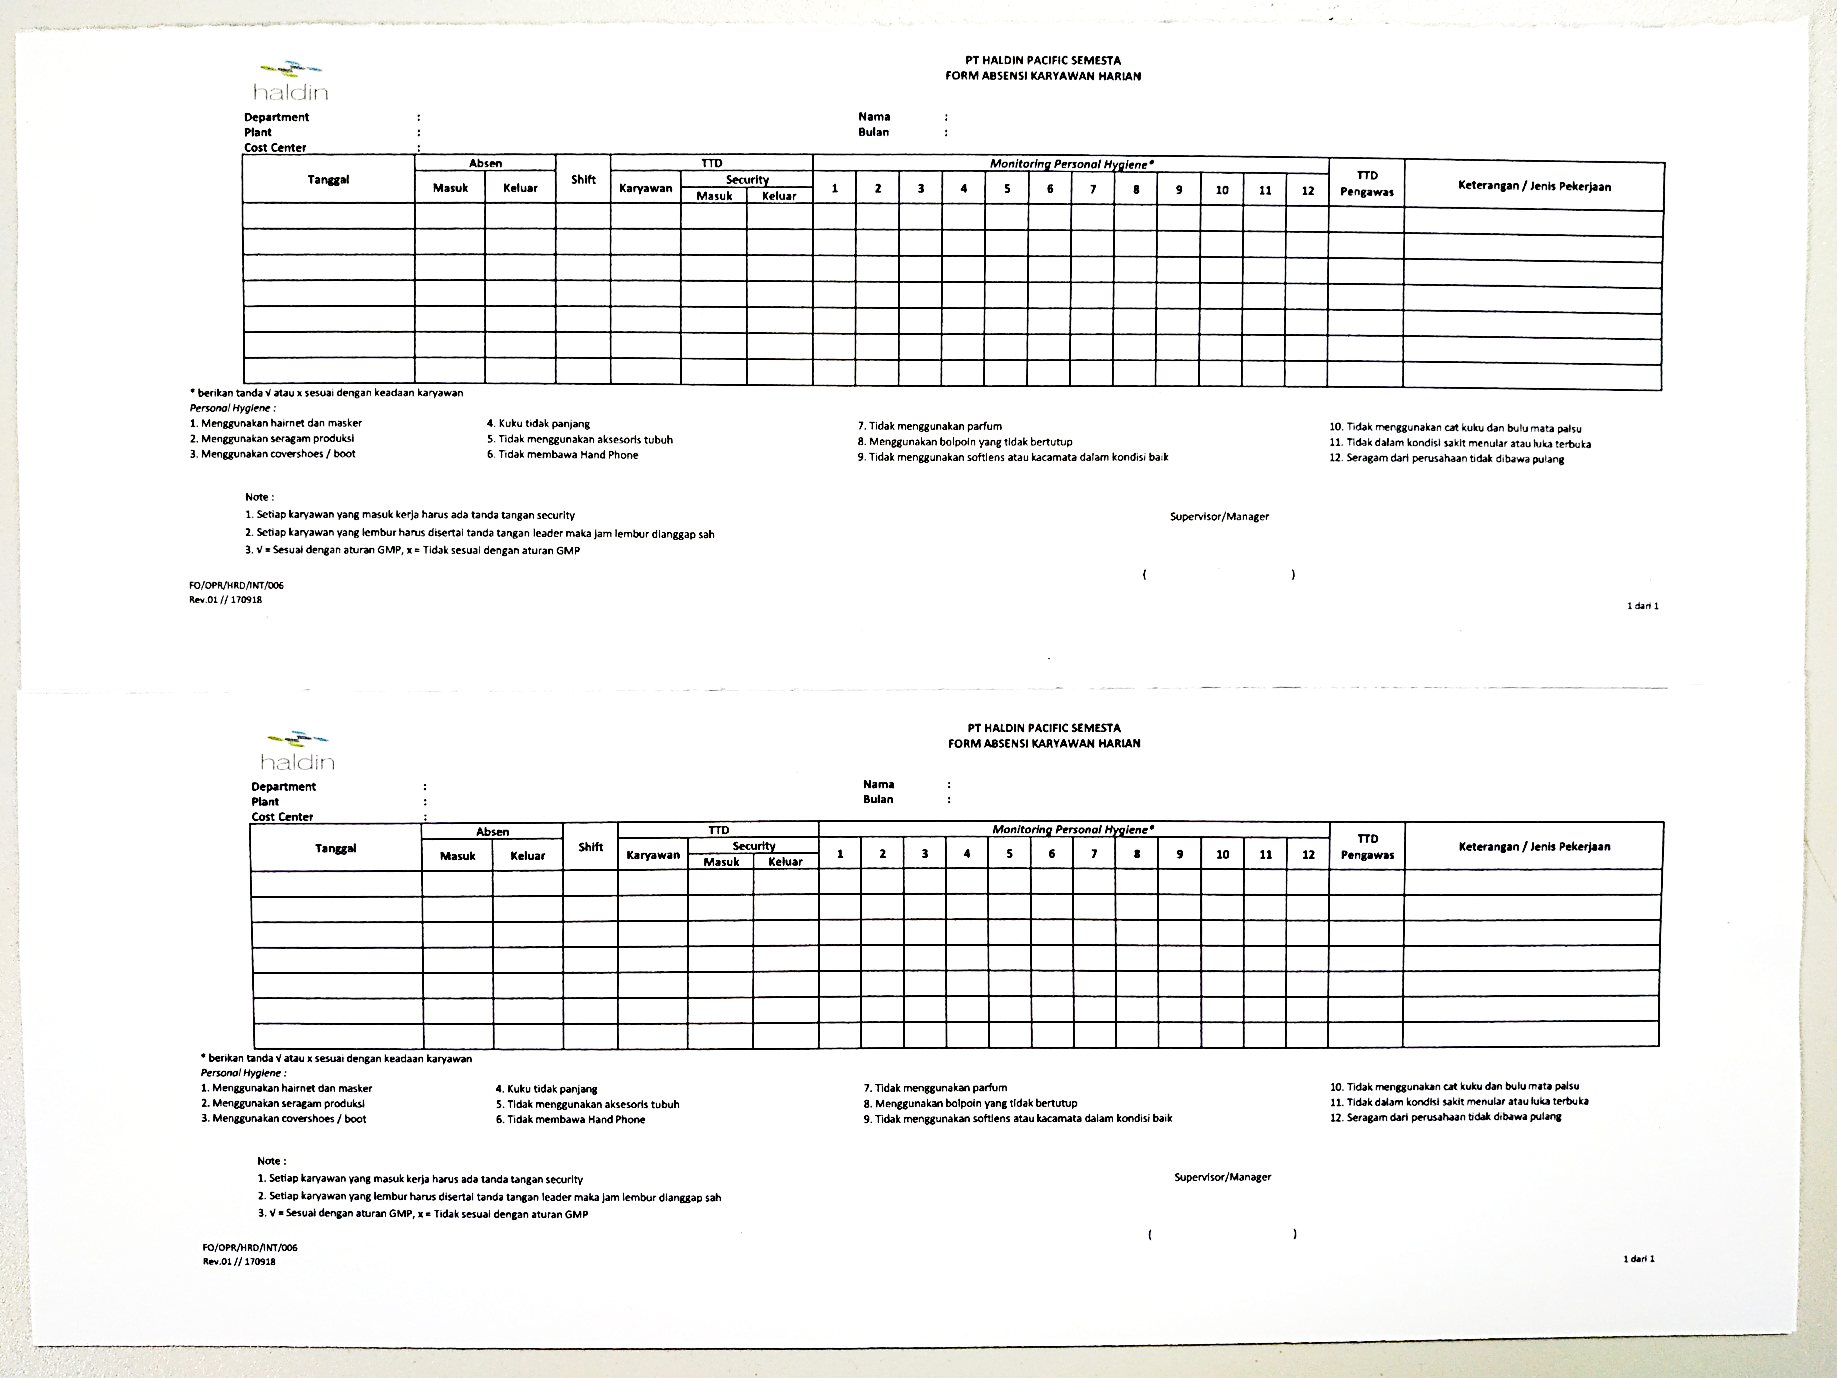 haldin
PT HALDIN PACIFIC SEMESTA
FORM ABSENSI KARYAWAN HARIAN
Department :
Plant :
Cost Center :
Nama :
Bulan :
Tanggal Absen Shift TTD Monitoring Personal Hygiene* TTD Pengawas Keterangan / Jenis Pekerjaan
Masuk Keluar Karyawan Security 1 2 3 4 5 6 7 8 9 10 11 12
Masuk Keluar
* berikan tanda √ atau x sesuai dengan keadaan karyawan
Personal Hygiene :
1. Menggunakan hairnet dan masker
2. Menggunakan seragam produksi
3. Menggunakan covershoes / boot
4. Kuku tidak panjang
5. Tidak menggunakan aksesoris tubuh
6. Tidak membawa Hand Phone
7. Tidak menggunakan parfum
8. Menggunakan bolpoin yang tidak bertutup
9. Tidak menggunakan softlens atau kacamata dalam kondisi baik
10. Tidak menggunakan cat kuku dan bulu mata palsu
11. Tidak dalam kondisi sakit menular atau luka terbuka
12. Seragam dari perusahaan tidak dibawa pulang
Note :
1. Setiap karyawan yang masuk kerja harus ada tanda tangan security
2. Setiap karyawan yang lembur harus disertai tanda tangan leader maka jam lembur dianggap sah
3. √ = Sesuai dengan aturan GMP, x = Tidak sesuai dengan aturan GMP
Supervisor/Manager
( )
FO/OPR/HRD/INT/006
Rev.01 // 170918
1 dari 1
haldin
PT HALDIN PACIFIC SEMESTA
FORM ABSENSI KARYAWAN HARIAN
Department :
Plant :
Cost Center :
Nama :
Bulan :
Tanggal Absen Shift TTD Monitoring Personal Hygiene* TTD Pengawas Keterangan / Jenis Pekerjaan
Masuk Keluar Karyawan Security 1 2 3 4 5 6 7 8 9 10 11 12
Masuk Keluar
* berikan tanda √ atau x sesuai dengan keadaan karyawan
Personal Hygiene :
1. Menggunakan hairnet dan masker
2. Menggunakan seragam produksi
3. Menggunakan covershoes / boot
4. Kuku tidak panjang
5. Tidak menggunakan aksesoris tubuh
6. Tidak membawa Hand Phone
7. Tidak menggunakan parfum
8. Menggunakan bolpoin yang tidak bertutup
9. Tidak menggunakan softlens atau kacamata dalam kondisi baik
10. Tidak menggunakan cat kuku dan bulu mata palsu
11. Tidak dalam kondisi sakit menular atau luka terbuka
12. Seragam dari perusahaan tidak dibawa pulang
Note :
1. Setiap karyawan yang masuk kerja harus ada tanda tangan security
2. Setiap karyawan yang lembur harus disertai tanda tangan leader maka jam lembur dianggap sah
3. √ = Sesuai dengan aturan GMP, x = Tidak sesuai dengan aturan GMP
Supervisor/Manager
( )
FO/OPR/HRD/INT/006
Rev.01 // 170918
1 dari 1